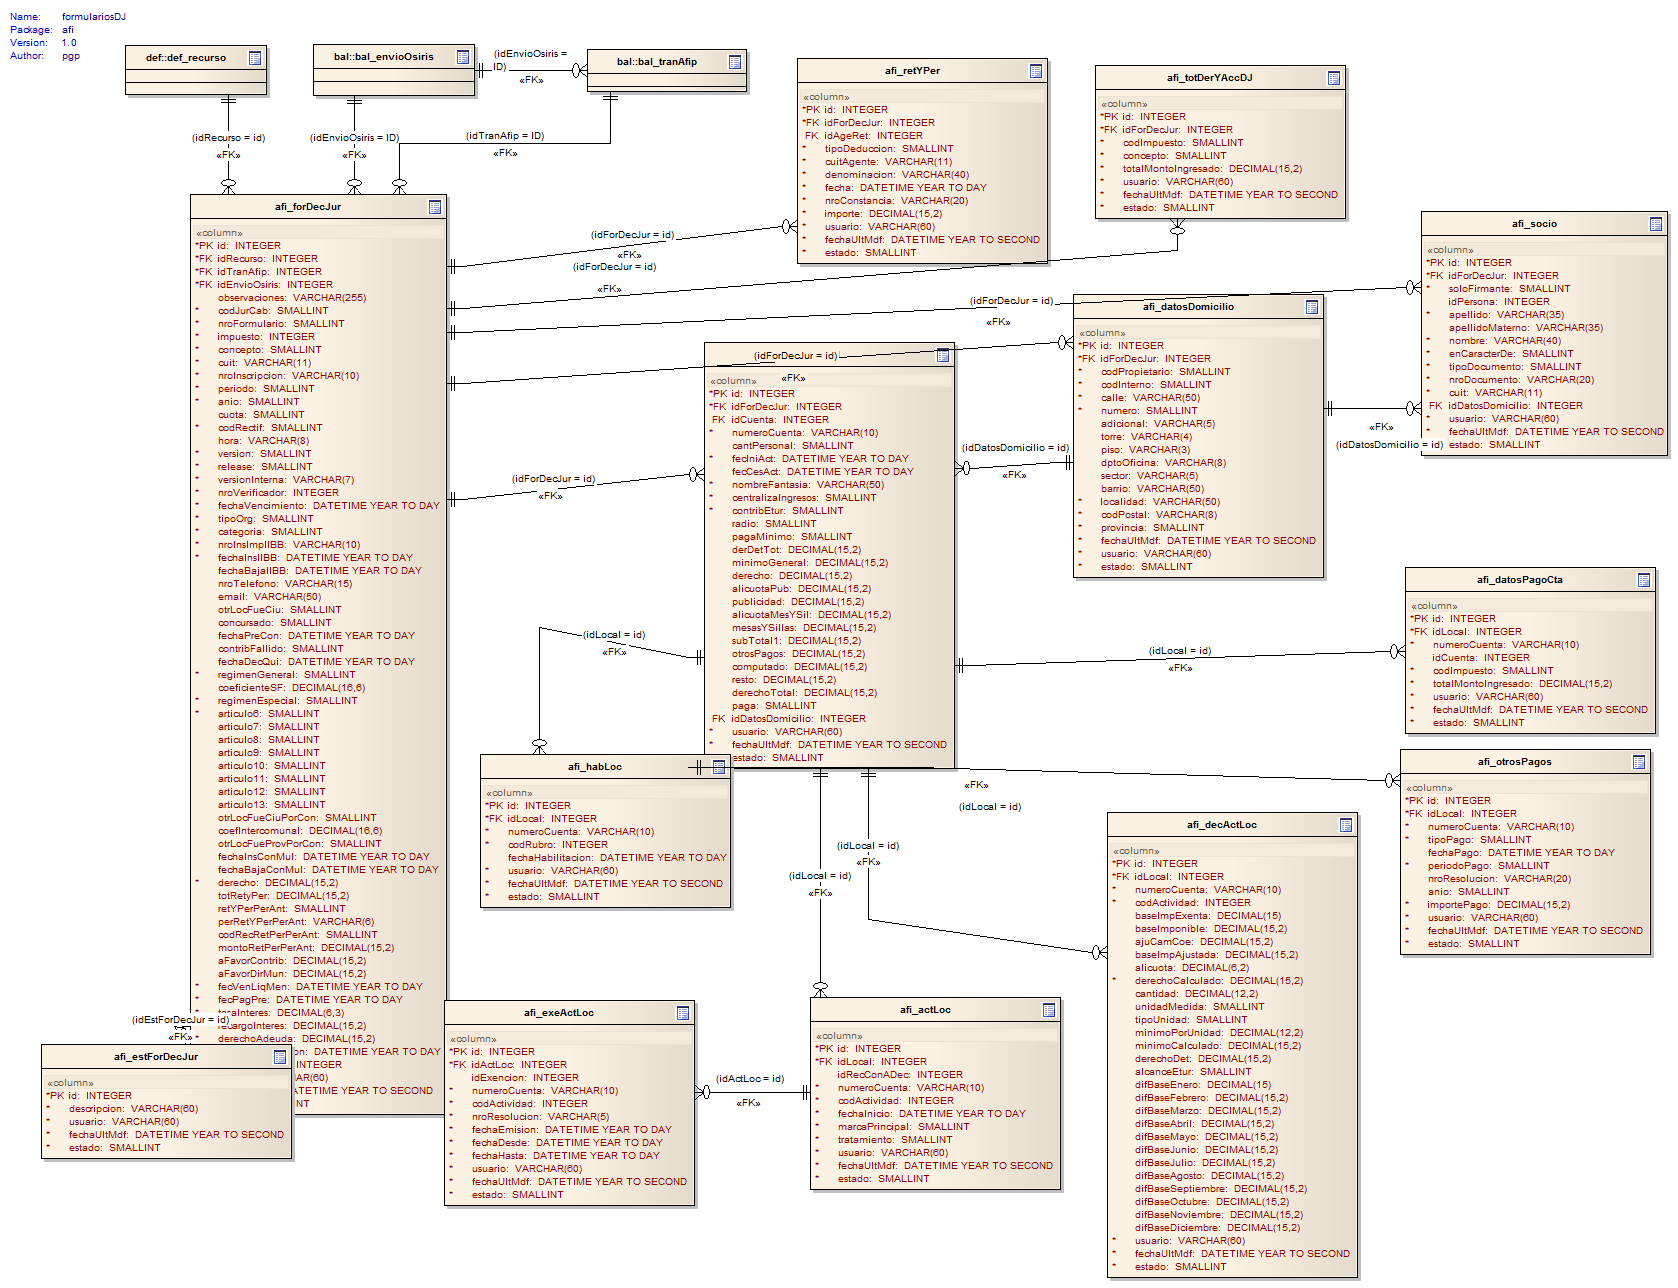 Name: formulariosDJ
Package: afi
Version: 1.0
Author: pgp
def::def_recurso
bal::bal_envioOsiris
bal::bal_tranAfip
(idEnvioOsiris =
ID)
«FK»
(idRecurso = id)
«FK»
(idEnvioOsiris = ID)
«FK»
(idTranAfip = ID)
«FK»
afi_forDecJur
«column»
*PK id: INTEGER
*FK idRecurso: INTEGER
*FK idTranAfip: INTEGER
*FK idEnvioOsiris: INTEGER
observaciones: VARCHAR(255)
* codJurCab: SMALLINT
* nroFormulario: SMALLINT
* impuesto: INTEGER
* concepto: SMALLINT
* cuit: VARCHAR(11)
* nroInscripcion: VARCHAR(10)
* periodo: SMALLINT
* anio: SMALLINT
cuota: SMALLINT
* codRectif: SMALLINT
* hora: VARCHAR(8)
* version: SMALLINT
* release: SMALLINT
* versionInterna: VARCHAR(7)
* nroVerificador: INTEGER
* fechaVencimiento: DATETIME YEAR TO DAY
* tipoOrg: SMALLINT
* categoria: SMALLINT
* nroInsImpIIBB: VARCHAR(10)
* fechaInsIIBB: DATETIME YEAR TO DAY
fechaBajaIIBB: DATETIME YEAR TO DAY
nroTelefono: VARCHAR(15)
email: VARCHAR(50)
otrLocFueCiu: SMALLINT
concursado: SMALLINT
fechaPreCon: DATETIME YEAR TO DAY
contribFallido: SMALLINT
fechaDecQui: DATETIME YEAR TO DAY
* regimenGeneral: SMALLINT
coeficienteSF: DECIMAL(16,6)
* regimenEspecial: SMALLINT
* articulo6: SMALLINT
articulo7: SMALLINT
articulo8: SMALLINT
articulo9: SMALLINT
articulo10: SMALLINT
articulo11: SMALLINT
articulo12: SMALLINT
articulo13: SMALLINT
otrLocFueCiuPorCon: SMALLINT
coefIntercomunal: DECIMAL(16,6)
otrLocFueProvPorCon: SMALLINT
fechaInsConMul: DATETIME YEAR TO DAY
fechaBajaConMul: DATETIME YEAR TO DAY
* derecho: DECIMAL(15,2)
totRetyPer: DECIMAL(15,2)
retYPerPerAnt: SMALLINT
perRetYPerPerAnt: VARCHAR(6)
codRecRetPerPerAnt: SMALLINT
montoRetPerPerAnt: DECIMAL(15,2)
aFavorContrib: DECIMAL(15,2)
aFavorDirMun: DECIMAL(15,2)
* fecVenLiqMen: DATETIME YEAR TO DAY
* fecPagPre: DATETIME YEAR TO DAY
Interes: DECIMAL(6,3)
recargoInteres: DECIMAL(15,2)
* derechoAdeuda: DECIMAL(15,2)
on: DATETIME YEAR TO DAY
INTEGER
AR(60)
ATETIME YEAR TO SECOND
NT
(idEstForDecJur = id)
«FK»
afi_estForDecJur
«column»
*PK id: INTEGER
* descripcion: VARCHAR(60)
* usuario: VARCHAR(60)
* fechaUltMdf: DATETIME YEAR TO SECOND
* estado: SMALLINT
afi_retYPer
«column»
*PK id: INTEGER
*FK idForDecJur: INTEGER
FK idAgeRet: INTEGER
* tipoDeduccion: SMALLINT
* cuitAgente: VARCHAR(11)
* denominacion: VARCHAR(40)
* fecha: DATETIME YEAR TO DAY
* nroConstancia: VARCHAR(20)
* importe: DECIMAL(15,2)
* usuario: VARCHAR(60)
* fechaUltMdf: DATETIME YEAR TO SECOND
* estado: SMALLINT
(idForDecJur = id)
«FK»
(idForDecJur = id)
«FK»
afi_totDerYAccDJ
«column»
*PK id: INTEGER
*FK idForDecJur: INTEGER
* codImpuesto: SMALLINT
* concepto: SMALLINT
* totalMontoIngresado: DECIMAL(15,2)
* usuario: VARCHAR(60)
* fechaUltMdf: DATETIME YEAR TO SECOND
* estado: SMALLINT
(idForDecJur = id)
«FK»
afi_socio
«column»
*PK id: INTEGER
*FK idForDecJur: INTEGER
* soloFirmante: SMALLINT
idPersona: INTEGER
* apellido: VARCHAR(35)
apellidoMaterno: VARCHAR(35)
* nombre: VARCHAR(40)
* enCaracterDe: SMALLINT
* tipoDocumento: SMALLINT
* nroDocumento: VARCHAR(20)
* cuit: VARCHAR(11)
FK idDatosDomicilio: INTEGER
* usuario: VARCHAR(60)
* fechaUltMdf: DATETIME YEAR TO SECOND
estado: SMALLINT
«FK»
(idDatosDomicilio = id)
afi_datosDomicilio
«column»
*PK id: INTEGER
*FK idForDecJur: INTEGER
* codPropietario: SMALLINT
* codInterno: SMALLINT
* calle: VARCHAR(50)
* numero: SMALLINT
adicional: VARCHAR(5)
torre: VARCHAR(4)
piso: VARCHAR(3)
dptoOficina: VARCHAR(8)
sector: VARCHAR(5)
barrio: VARCHAR(50)
* localidad: VARCHAR(50)
* codPostal: VARCHAR(8)
* provincia: SMALLINT
* fechaUltMdf: DATETIME YEAR TO SECOND
* usuario: VARCHAR(60)
* estado: SMALLINT
(idForDecJur = id)
«FK»
(idDatosDomicilio = id)
«FK»
(idForDecJur = id)
«FK»
«column»
*PK id: INTEGER
*FK idForDecJur: INTEGER
FK idCuenta: INTEGER
* numeroCuenta: VARCHAR(10)
cantPersonal: SMALLINT
* fecIniAct: DATETIME YEAR TO DAY
fecCesAct: DATETIME YEAR TO DAY
* nombreFantasia: VARCHAR(50)
* centralizaIngresos: SMALLINT
* contribEtur: SMALLINT
radio: SMALLINT
pagaMinimo: SMALLINT
derDetTot: DECIMAL(15,2)
minimoGeneral: DECIMAL(15,2)
derecho: DECIMAL(15,2)
alicuotaPub: DECIMAL(15,2)
publicidad: DECIMAL(15,2)
alicuotaMesYSil: DECIMAL(15,2)
mesasYSillas: DECIMAL(15,2)
subTotal1: DECIMAL(15,2)
otrosPagos: DECIMAL(15,2)
computado: DECIMAL(15,2)
resto: DECIMAL(15,2)
derechoTotal: DECIMAL(15,2)
paga: SMALLINT
FK idDatosDomicilio: INTEGER
* usuario: VARCHAR(60)
* fechaUltMdf: DATETIME YEAR TO SECOND
estado: SMALLINT
(idLocal = id)
«FK»
afi_habLoc
«column»
*PK id: INTEGER
*FK idLocal: INTEGER
* numeroCuenta: VARCHAR(10)
* codRubro: INTEGER
fechaHabilitacion: DATETIME YEAR TO DAY
* usuario: VARCHAR(60)
* fechaUltMdf: DATETIME YEAR TO SECOND
* estado: SMALLINT
(idLocal = id)
«FK»
afi_datosPagoCta
«column»
*PK id: INTEGER
*FK idLocal: INTEGER
* numeroCuenta: VARCHAR(10)
idCuenta: INTEGER
* codImpuesto: SMALLINT
* totalMontoIngresado: DECIMAL(15,2)
* usuario: VARCHAR(60)
* fechaUltMdf: DATETIME YEAR TO SECOND
* estado: SMALLINT
«FK»
(idLocal = id)
afi_otrosPagos
«column»
*PK id: INTEGER
*FK idLocal: INTEGER
* numeroCuenta: VARCHAR(10)
* tipoPago: SMALLINT
fechaPago: DATETIME YEAR TO DAY
* periodoPago: SMALLINT
nroResolucion: VARCHAR(20)
anio: SMALLINT
* importePago: DECIMAL(15,2)
* usuario: VARCHAR(60)
* fechaUltMdf: DATETIME YEAR TO SECOND
* estado: SMALLINT
(idLocal = id)
«FK»
(idLocal = id)
«FK»
afi_decActLoc
«column»
*PK id: INTEGER
*FK idLocal: INTEGER
* numeroCuenta: VARCHAR(10)
* codActividad: INTEGER
baseImpExenta: DECIMAL(15)
baseImponible: DECIMAL(15,2)
ajuCamCoe: DECIMAL(15,2)
baseImpAjustada: DECIMAL(15,2)
alicuota: DECIMAL(6,2)
* derechoCalculado: DECIMAL(15,2)
cantidad: DECIMAL(12,2)
unidadMedida: SMALLINT
tipoUnidad: SMALLINT
minimoPorUnidad: DECIMAL(12,2)
minimoCalculado: DECIMAL(15,2)
derechoDet: DECIMAL(15,2)
alcanceEtur: SMALLINT
difBaseEnero: DECIMAL(15)
difBaseFebrero: DECIMAL(15,2)
difBaseMarzo: DECIMAL(15,2)
difBaseAbril: DECIMAL(15,2)
difBaseMayo: DECIMAL(15,2)
difBaseJunio: DECIMAL(15,2)
difBaseJulio: DECIMAL(15,2)
difBaseAgosto: DECIMAL(15,2)
difBaseSeptiembre: DECIMAL(15,2)
difBaseOctubre: DECIMAL(15,2)
difBaseNoviembre: DECIMAL(15,2)
difBaseDiciembre: DECIMAL(15,2)
* usuario: VARCHAR(60)
* fechaUltMdf: DATETIME YEAR TO SECOND
* estado: SMALLINT
afi_exeActLoc
«column»
*PK id: INTEGER
*FK idActLoc: INTEGER
idExencion: INTEGER
* numeroCuenta: VARCHAR(10)
* codActividad: INTEGER
* nroResolucion: VARCHAR(5)
* fechaEmision: DATETIME YEAR TO DAY
* fechaDesde: DATETIME YEAR TO DAY
* fechaHasta: DATETIME YEAR TO DAY
* usuario: VARCHAR(60)
* fechaUltMdf: DATETIME YEAR TO SECOND
* estado: SMALLINT
(idActLoc = id)
«FK»
afi_actLoc
«column»
*PK id: INTEGER
*FK idLocal: INTEGER
idRecConADec: INTEGER
* numeroCuenta: VARCHAR(10)
* codActividad: INTEGER
* fechaInicio: DATETIME YEAR TO DAY
* marcaPrincipal: SMALLINT
* tratamiento: SMALLINT
* usuario: VARCHAR(60)
* fechaUltMdf: DATETIME YEAR TO SECOND
* estado: SMALLINT